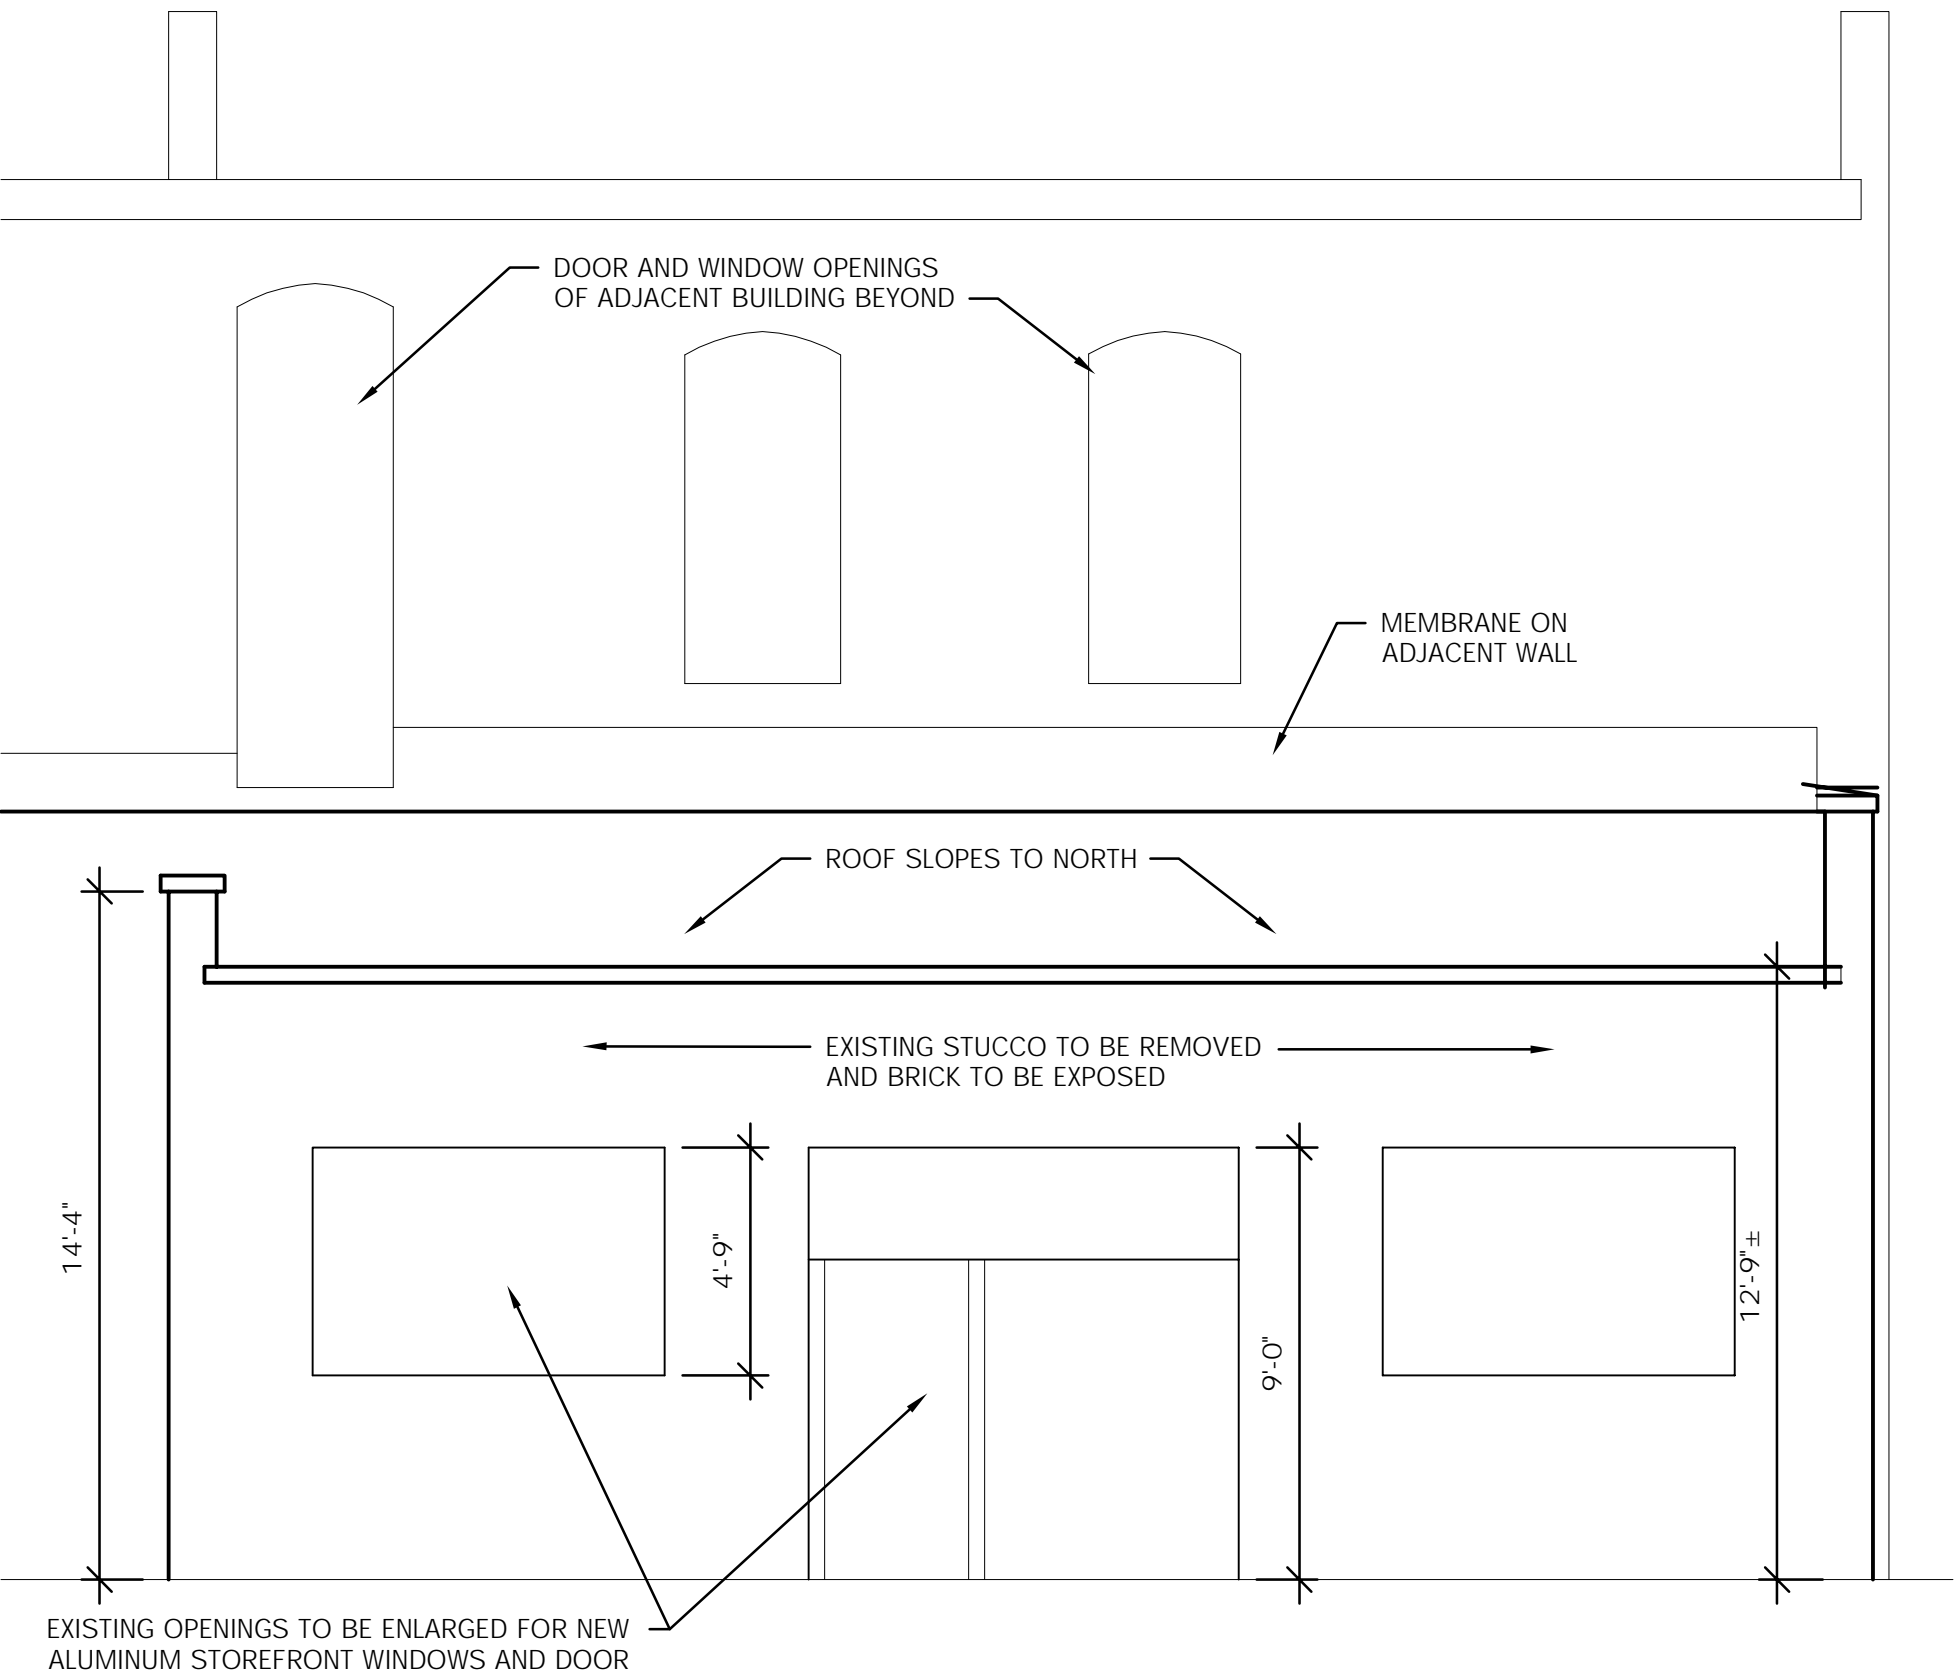 DOOR AND WINDOW OPENINGS
OF ADJACENT BUILDING BEYOND
MEMBRANE ON
ADJACENT WALL
ROOF SLOPES TO NORTH
EXISTING STUCCO TO BE REMOVED
AND BRICK TO BE EXPOSED
14'-4"
4'-9"
9'-0"
12'-9"±
EXISTING OPENINGS TO BE ENLARGED FOR NEW
ALUMINUM STOREFRONT WINDOWS AND DOOR